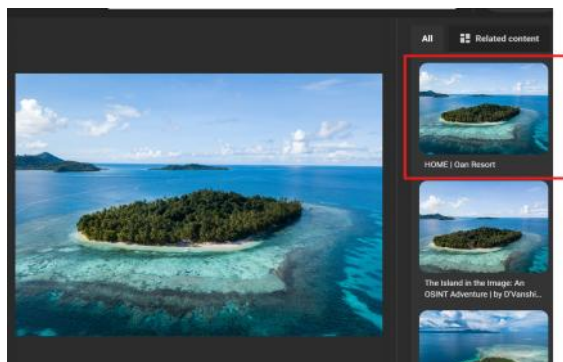 All
Related content
HOME | Oan Resort
The Island in the Image: An
OSINT Adventure | by D'Vanshi...